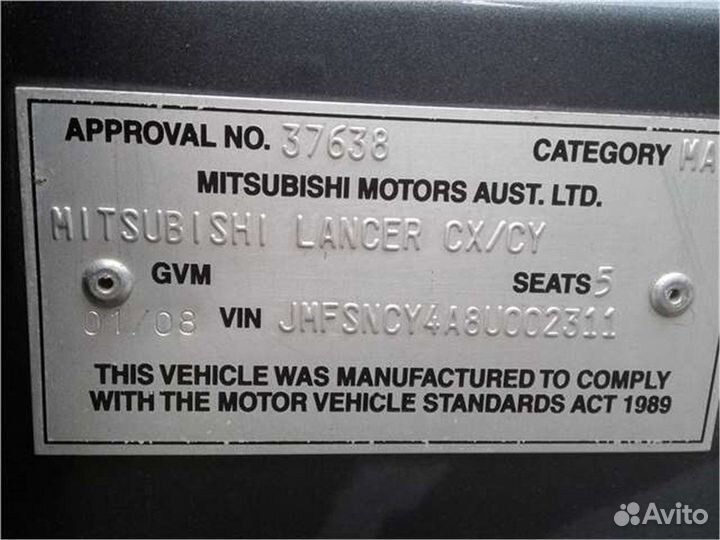 APPROVAL NO. 37638 CATEGORY MA
MITSUBISHI MOTORS AUST. LTD.
MITSUBISHI LANCER CX/CY
GVM SEATS 5
01/08 VIN JMFSNCY4A8U002311
THIS VEHICLE WAS MANUFACTURED TO COMPLY
WITH THE MOTOR VEHICLE STANDARDS ACT 1989
Avito